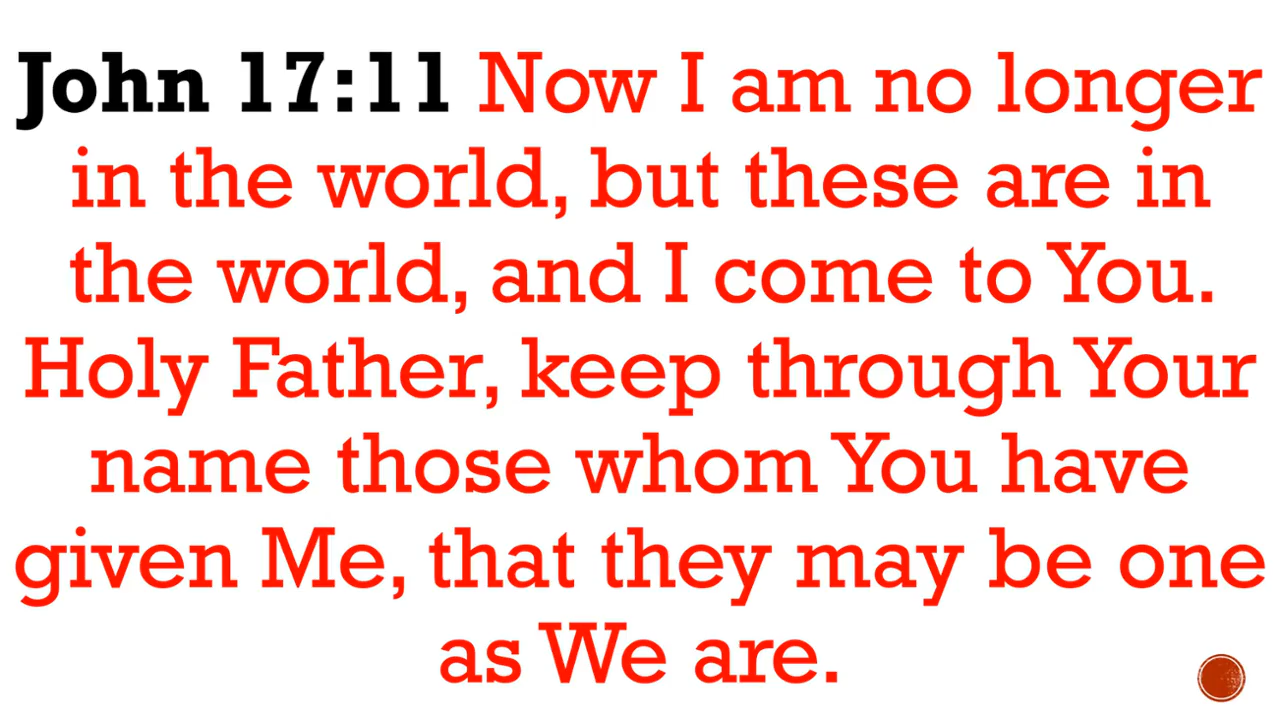 John 17:11 Now I am no longer
in the world, but these are in
the world, and I come to You.
Holy Father, keep through Your
name those whom You have
given Me, that they may be one
as We are.